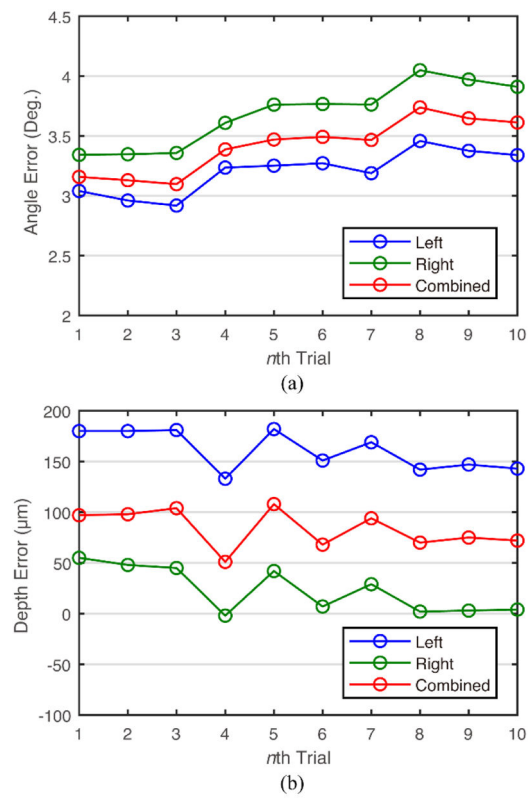 4.5
4
3.5
3
2.5
2
Angle Error (Deg.)
Left
Right
Combined
1 2 3 4 5 6 7 8 9 10
nth Trial
(a)
200
150
100
50
0
-50
-100
Depth Error (µm)
Left
Right
Combined
1 2 3 4 5 6 7 8 9 10
nth Trial
(b)